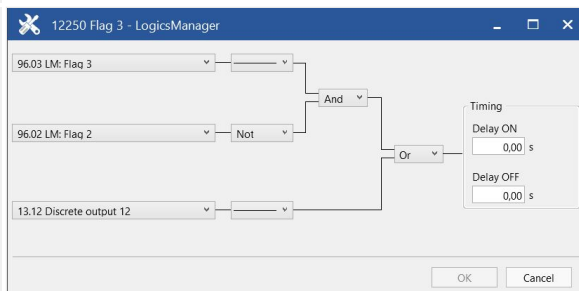 12250 Flag 3 - LogicsManager
96.03 LM: Flag 3
And
96.02 LM: Flag 2
Not
Or
13.12 Discrete output 12
Timing
Delay ON
0,00 s
Delay OFF
0,00 s
OK
Cancel